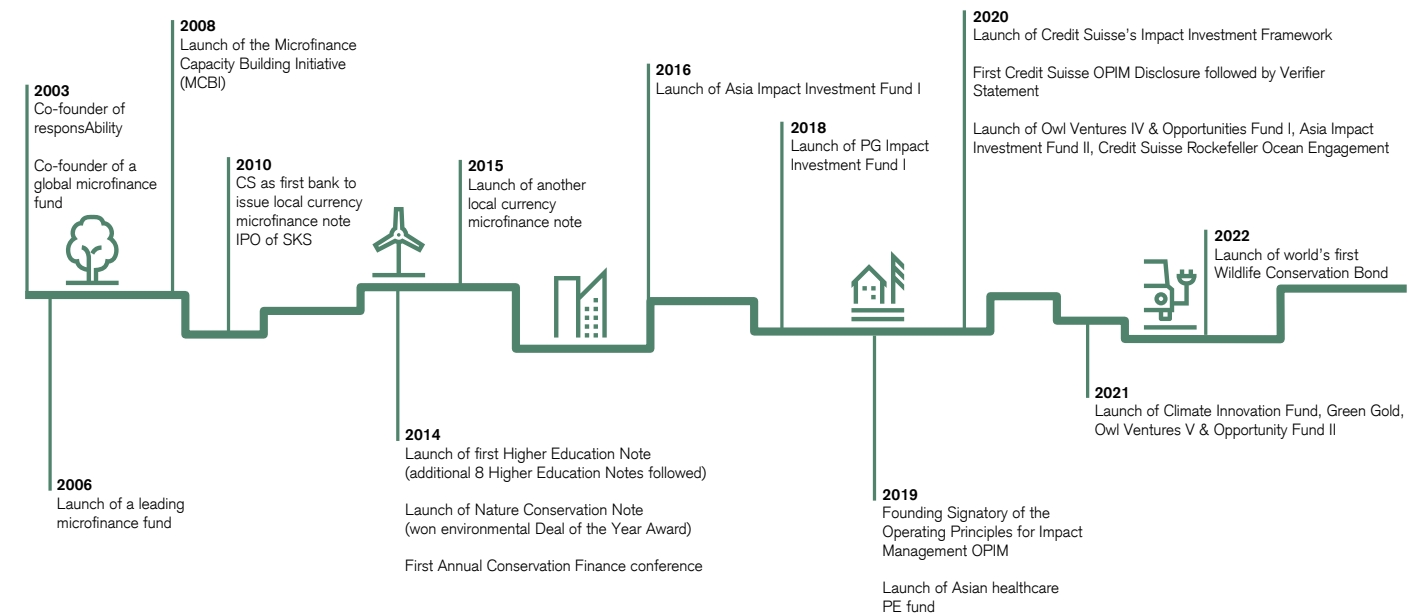 2003
Co-founder of
responsAbility
Co-founder of a
global microfinance
fund
2006
Launch of a leading
microfinance fund
2008
Launch of the Microfinance
Capacity Building Initiative
(MCBI)
2010
CS as first bank to
issue local currency
microfinance note
IPO of SKS
2014
Launch of first Higher Education Note
(additional 8 Higher Education Notes followed)
Launch of Nature Conservation Note
(won environmental Deal of the Year Award)
First Annual Conservation Finance conference
2015
Launch of another
local currency
microfinance note
2016
Launch of Asia Impact Investment Fund I
2018
Launch of PG Impact
Investment Fund I
2019
Founding Signatory of the
Operating Principles for Impact
Management OPIM
Launch of Asian healthcare
PE fund
2020
Launch of Credit Suisse's Impact Investment Framework
First Credit Suisse OPIM Disclosure followed by Verifier
Statement
Launch of Owl Ventures IV & Opportunities Fund I, Asia Impact
Investment Fund II, Credit Suisse Rockefeller Ocean Engagement
2021
Launch of Climate Innovation Fund, Green Gold,
Owl Ventures V & Opportunity Fund II
2022
Launch of world's first
Wildlife Conservation Bond